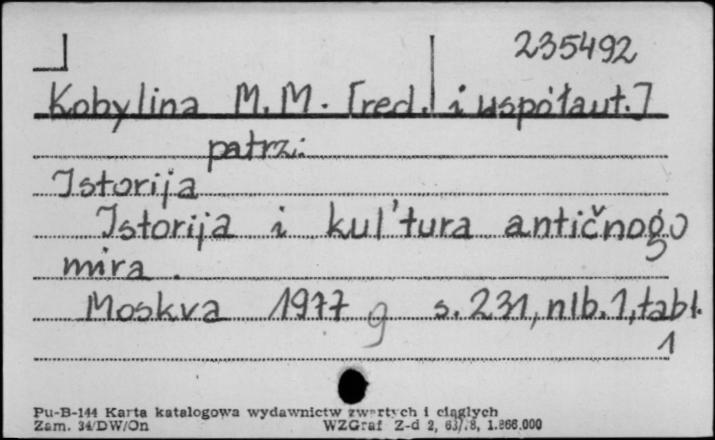 235492
Kobylina M. M. [red. i współaut.]
patrz:
Istorija
Istorija i kul'tura antičnogo
mira.
Moskva 1977 g s. 231, nlb. 1, tabl.
1
Pu-B-144 Karta katalogowa wydawnictw zwartych i ciągłych
Zam. 34/DW/On WZGraf Z-d 2, 63/78, 1.866.000